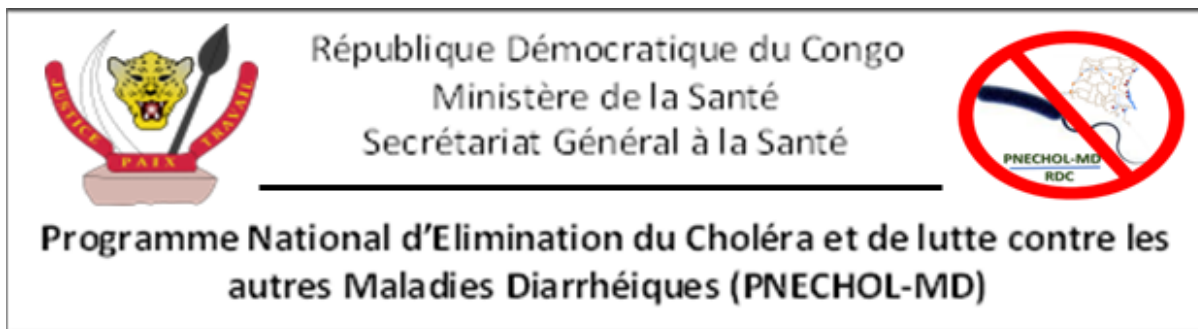 République Démocratique du Congo
Ministère de la Santé
Secrétariat Général à la Santé
JUSTICE
PAIX
TRAVAIL
PNECHOL-MD
RDC
Programme National d'Elimination du Choléra et de lutte contre les
autres Maladies Diarrhéiques (PNECHOL-MD)